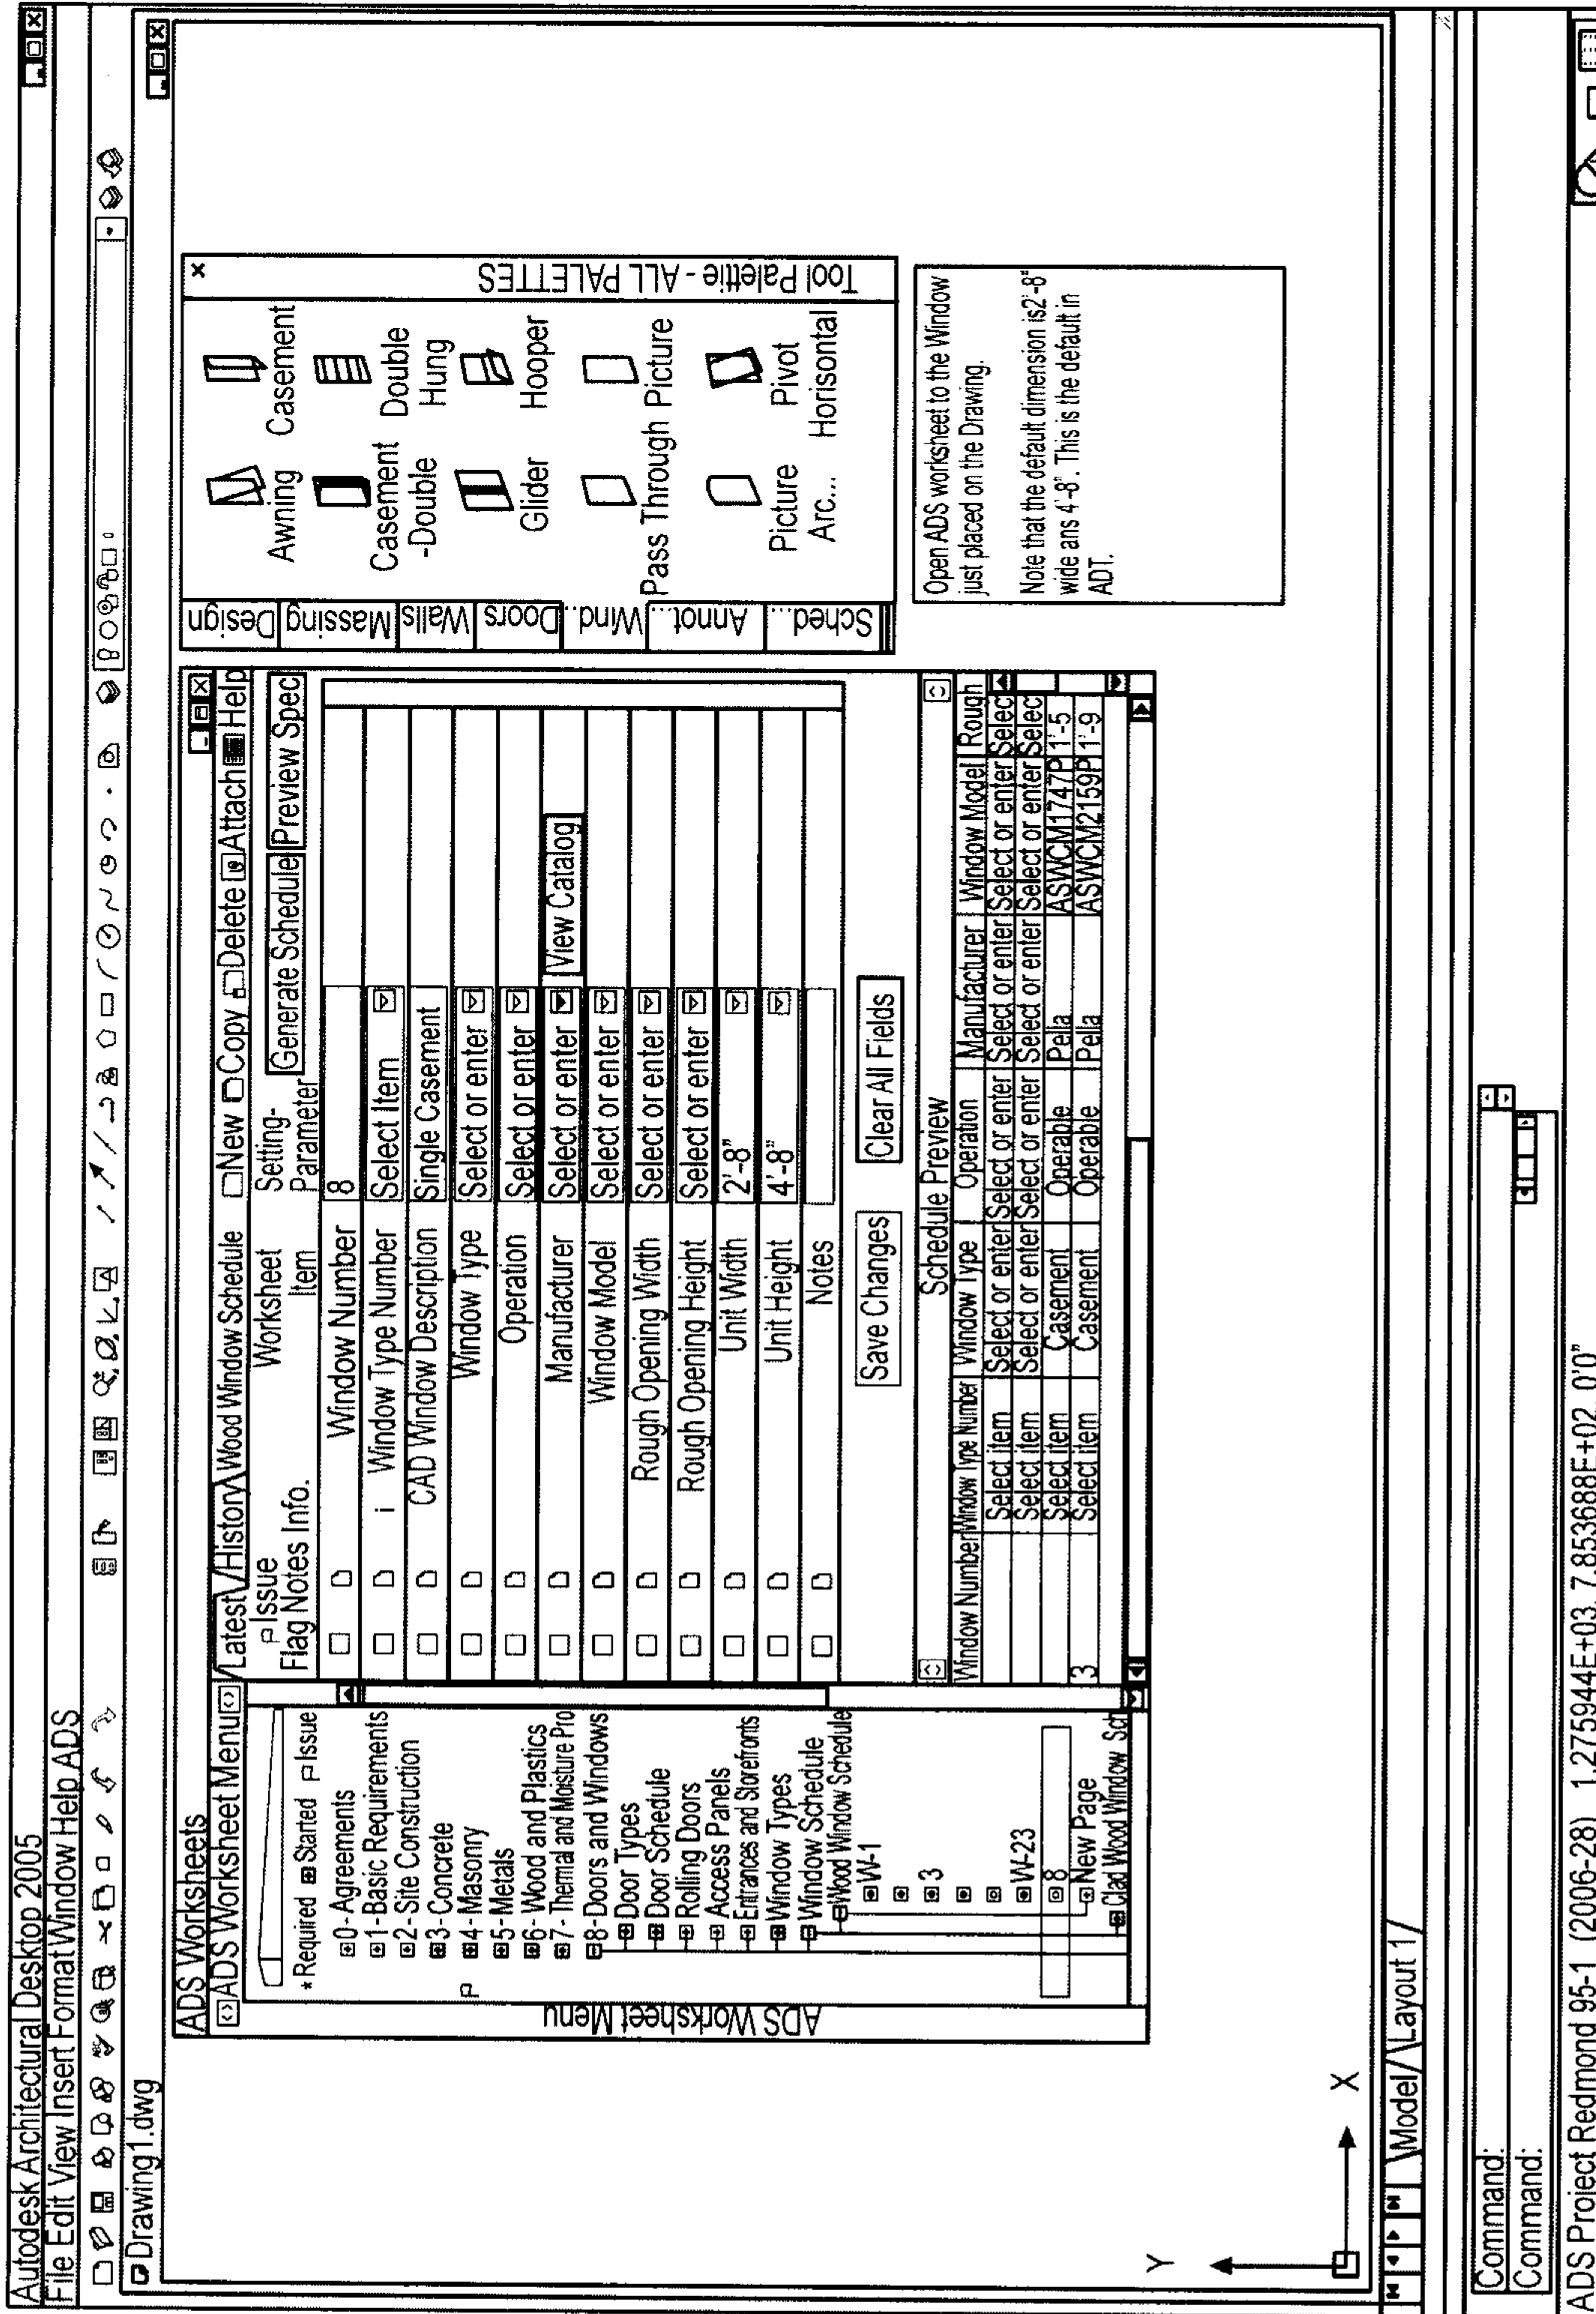 Autodesk Architectural Desktop 2005
File Edit View Insert Format Window Help ADS
Drawing1.dwg
ADS Worksheets
ADS Worksheet Menu
*Required Started Issue
0 - Agreements
1 - Basic Requirements
2 - Site Construction
3 - Concrete
4 - Masonry
5 - Metals
6 - Wood and Plastics
7 - Thermal and Moisture Pro
8 - Doors and Windows
Door Types
Door Schedule
Rolling Doors
Access Panels
Entrances and Storefronts
Window Types
Window Schedule
Wood Window Schedule
W-1
3
W-23
8
New Page
Clad Wood Window Sch
ADS Worksheet Menu
Latest History Wood Window Schedule New Copy Delete Attach Help
Issue Worksheet Setting- Generate Schedule Preview Spec
Flag Notes Info. Item Parameter
Window Number 8
i Window Type Number Select Item
CAD Window Description Single Casement
Window Type Select or enter
Operation Select or enter
Manufacturer Select or enter View Catalog
Window Model Select or enter
Rough Opening Width Select or enter
Rough Opening Height Select or enter
Unit Width 2'-8"
Unit Height 4'-8"
Notes
Save Changes Clear All Fields
Schedule Preview
Window Number Window Type Number Window Type Operation Manufacturer Window Model Rough
Select item Select or enter Select or enter Select or enter Select or enter Selec
Select item Select or enter Select or enter Select or enter Select or enter Selec
Select item Casement Operable Pella ASWCM1747P 1'-5
3 Select item Casement Operable Pella ASWCM2159P 1'-9
Design
Massing
Walls
Doors
Wind...
Annot...
Sched...
Awning Casement
Casement -Double
Double Hung
Glider Hooper
Pass Through Picture
Picture Arc...
Pivot Horisontal
Tool Palettie - ALL PALETTES
Open ADS worksheet to the Window
just placed on the Drawing.
Note that the default dimension is2'-8"
wide ans 4'-8". This is the default in
ADT.
Y
X
Model Layout 1
Command:
Command:
ADS Project Redmond 95-1 (2006-28) 1.275944E+03, 7.853688E+02, 0'0"